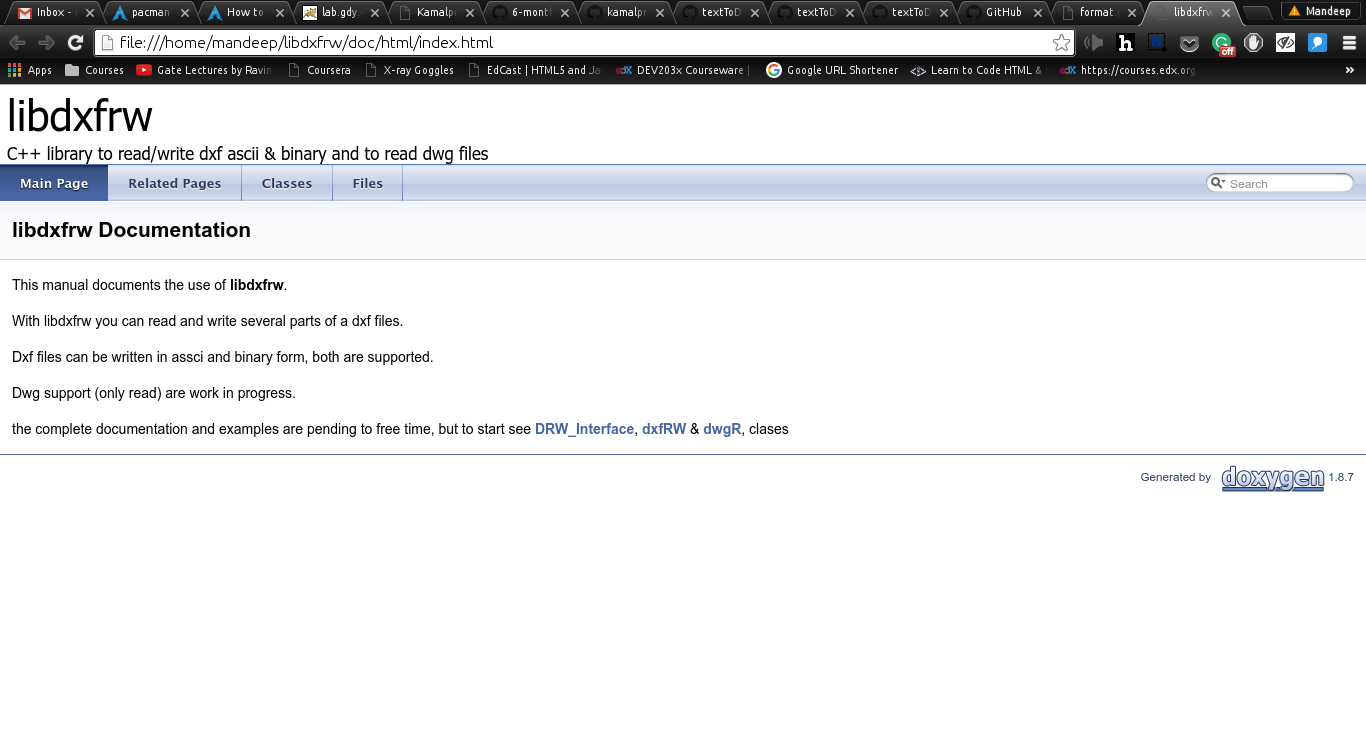 Inbox - pacman How to lab.gdy. Kamalpr 6-mont kamalpr textToD textToD textToD GitHub format. libdxfrw Mandeep
file:///home/mandeep/libdxfrw/doc/html/index.html
Apps Courses Gate Lectures by Ravin Coursera X-ray Goggles EdCast | HTML5 and Ja DEV203x Courseware | Google URL Shortener Learn to Code HTML & https://courses.edx.org »
libdxfrw
C++ library to read/write dxf ascii & binary and to read dwg files
Main Page Related Pages Classes Files Search
libdxfrw Documentation
This manual documents the use of libdxfrw.
With libdxfrw you can read and write several parts of a dxf files.
Dxf files can be written in assci and binary form, both are supported.
Dwg support (only read) are work in progress.
the complete documentation and examples are pending to free time, but to start see DRW_Interface, dxfRW & dwgR, clases
Generated by doxygen 1.8.7